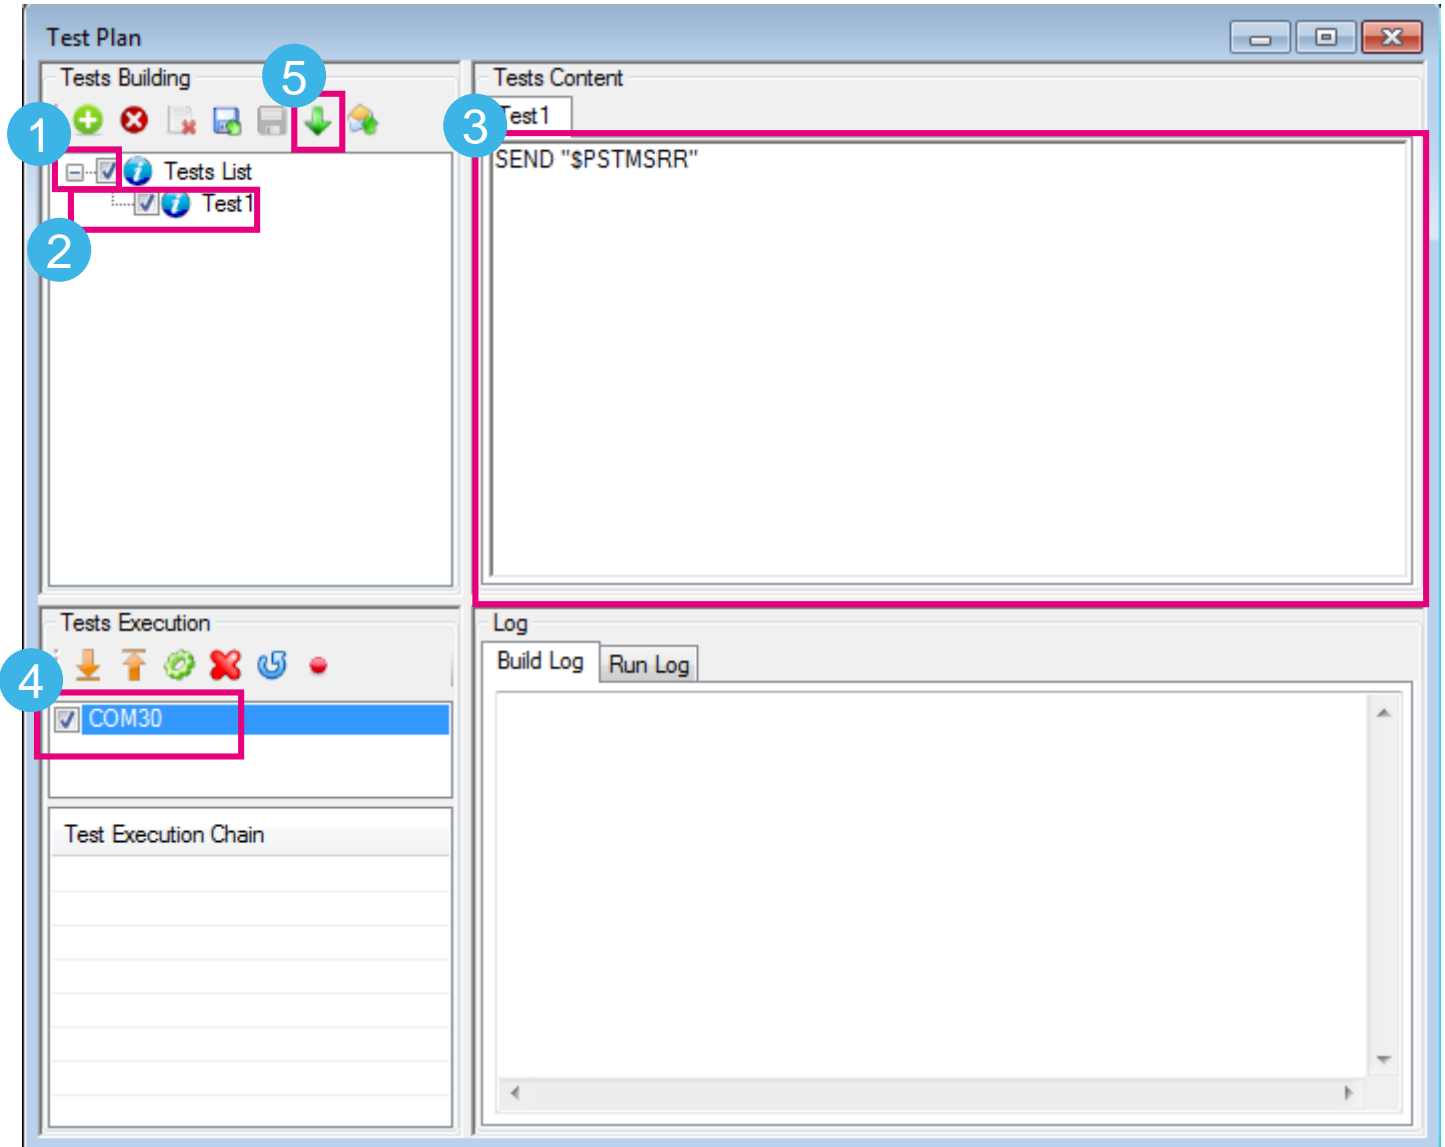 Test Plan
Tests Building
5
1
Tests List
Test1
2
Tests Content
3
Test1
SEND "$PSTMSRR"
Tests Execution
4
COM30
Test Execution Chain
Log
Build Log
Run Log